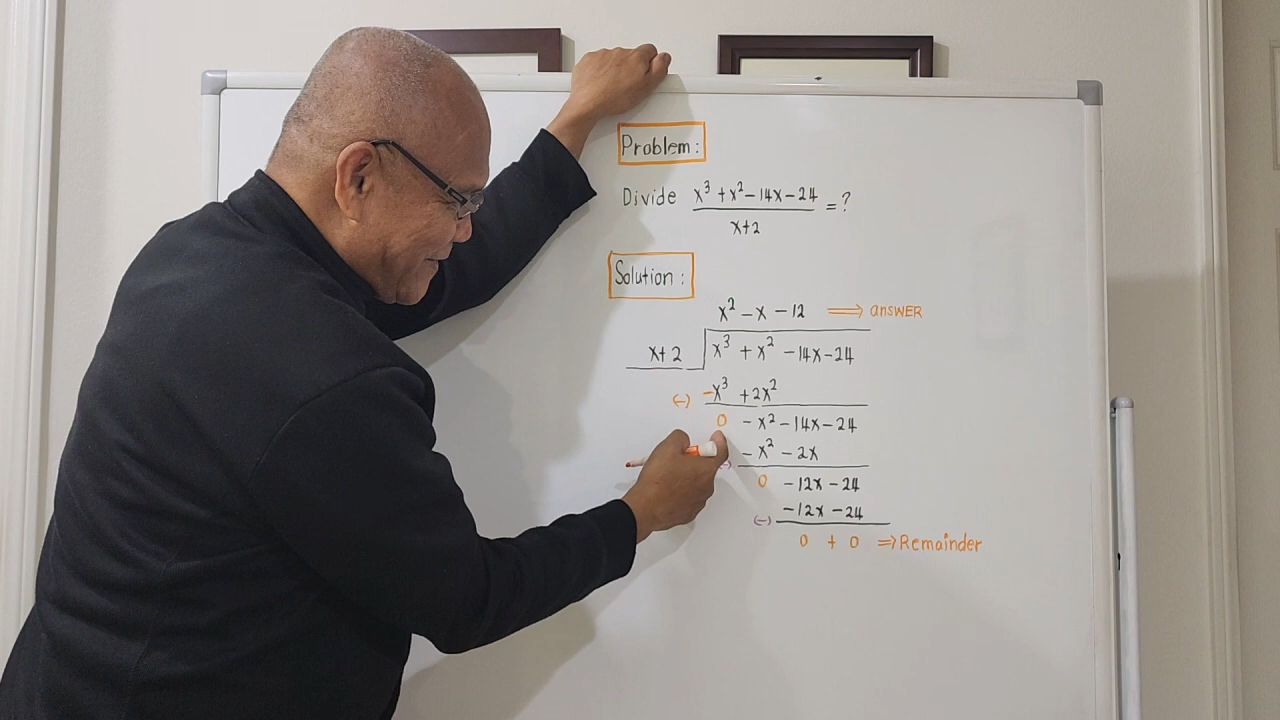 Problem:
Divide x³ + x² - 14x - 24 / x+2 = ?
Solution:
x² - x - 12 ⟹ answer
x+2 x³ + x² - 14x - 24
(-) -x³ + 2x²
0 - x² - 14x - 24
(-) - x² - 2x
0 - 12x - 24
(-) - 12x - 24
0 + 0 ⟹ Remainder